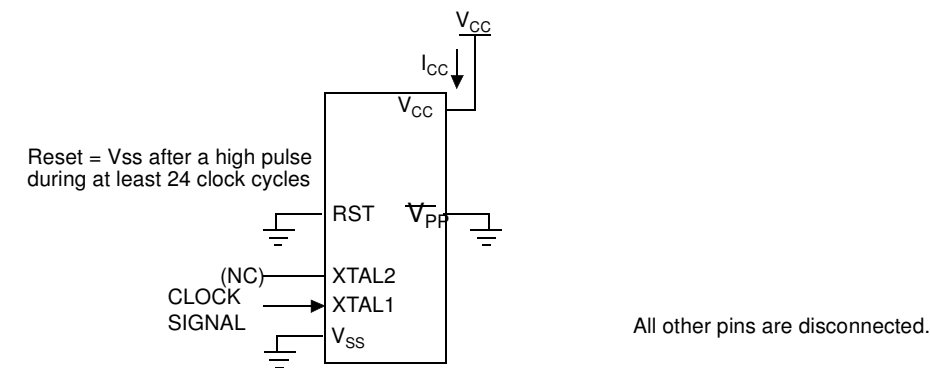 VCC
ICC
VCC
Reset = Vss after a high pulse
during at least 24 clock cycles
RST
VPP
(NC)
XTAL2
CLOCK
SIGNAL
XTAL1
VSS
All other pins are disconnected.